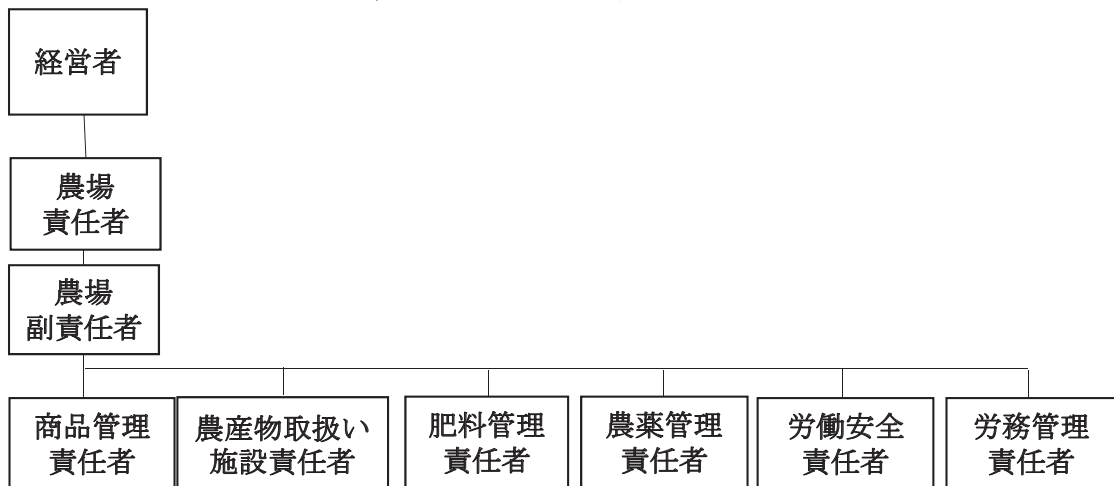 経営者
農場
責任者
農場
副責任者
商品管理
責任者
農産物取扱い
施設責任者
肥料管理
責任者
農薬管理
責任者
労働安全
責任者
労務管理
責任者